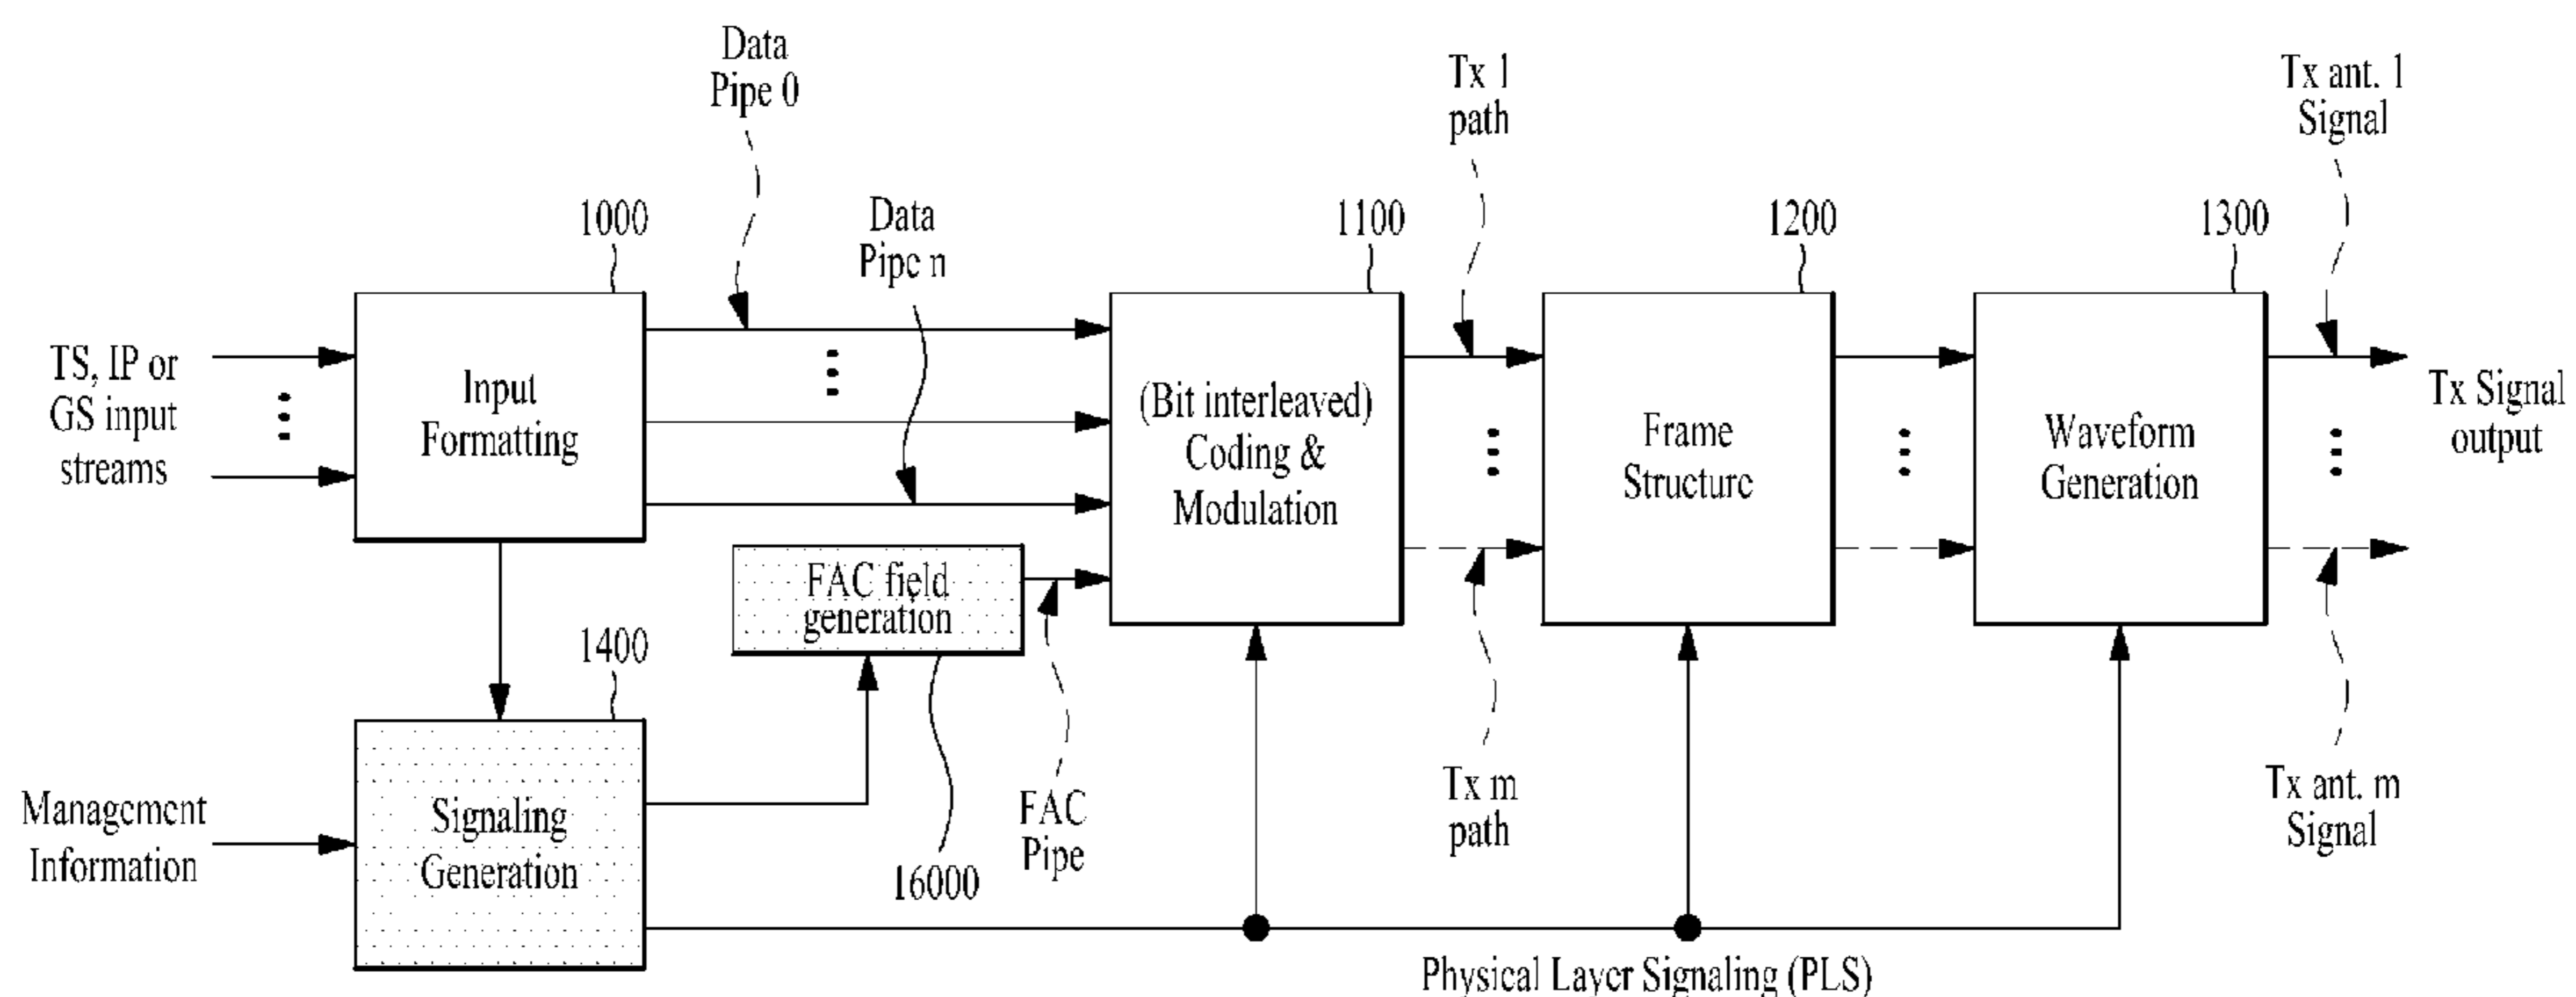 Data
Pipe 0
Tx 1
path
Tx ant. 1
Signal
1000
Data
Pipe n
1100
1200
1300
TS, IP or
GS input
streams
Input
Formatting
(Bit interleaved)
Coding &
Modulation
Frame
Structure
Waveform
Generation
Tx Signal
output
FAC field
generation
1400
Management
Information
Signaling
Generation
16000
FAC
Pipe
Tx m
path
Tx ant. m
Signal
Physical Layer Signaling (PLS)